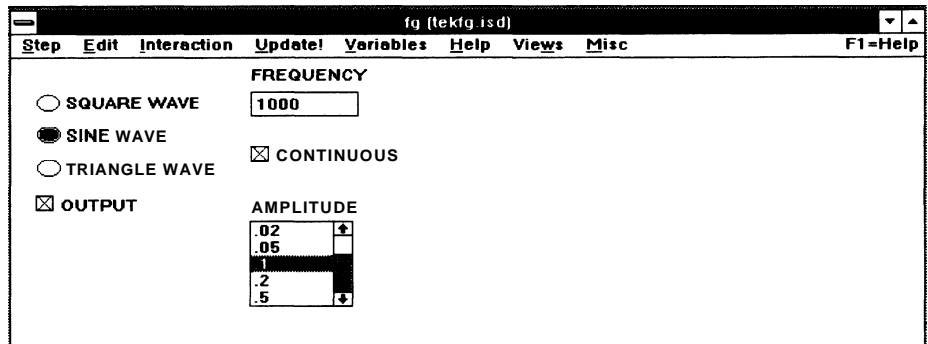 fg (tekfg.isd)
Step Edit Interaction Update! Variables Help Views Misc F1=Help
FREQUENCY
SQUARE WAVE
1000
SINE WAVE
CONTINUOUS
TRIANGLE WAVE
OUTPUT
AMPLITUDE
.02
.05
.1
.2
.5